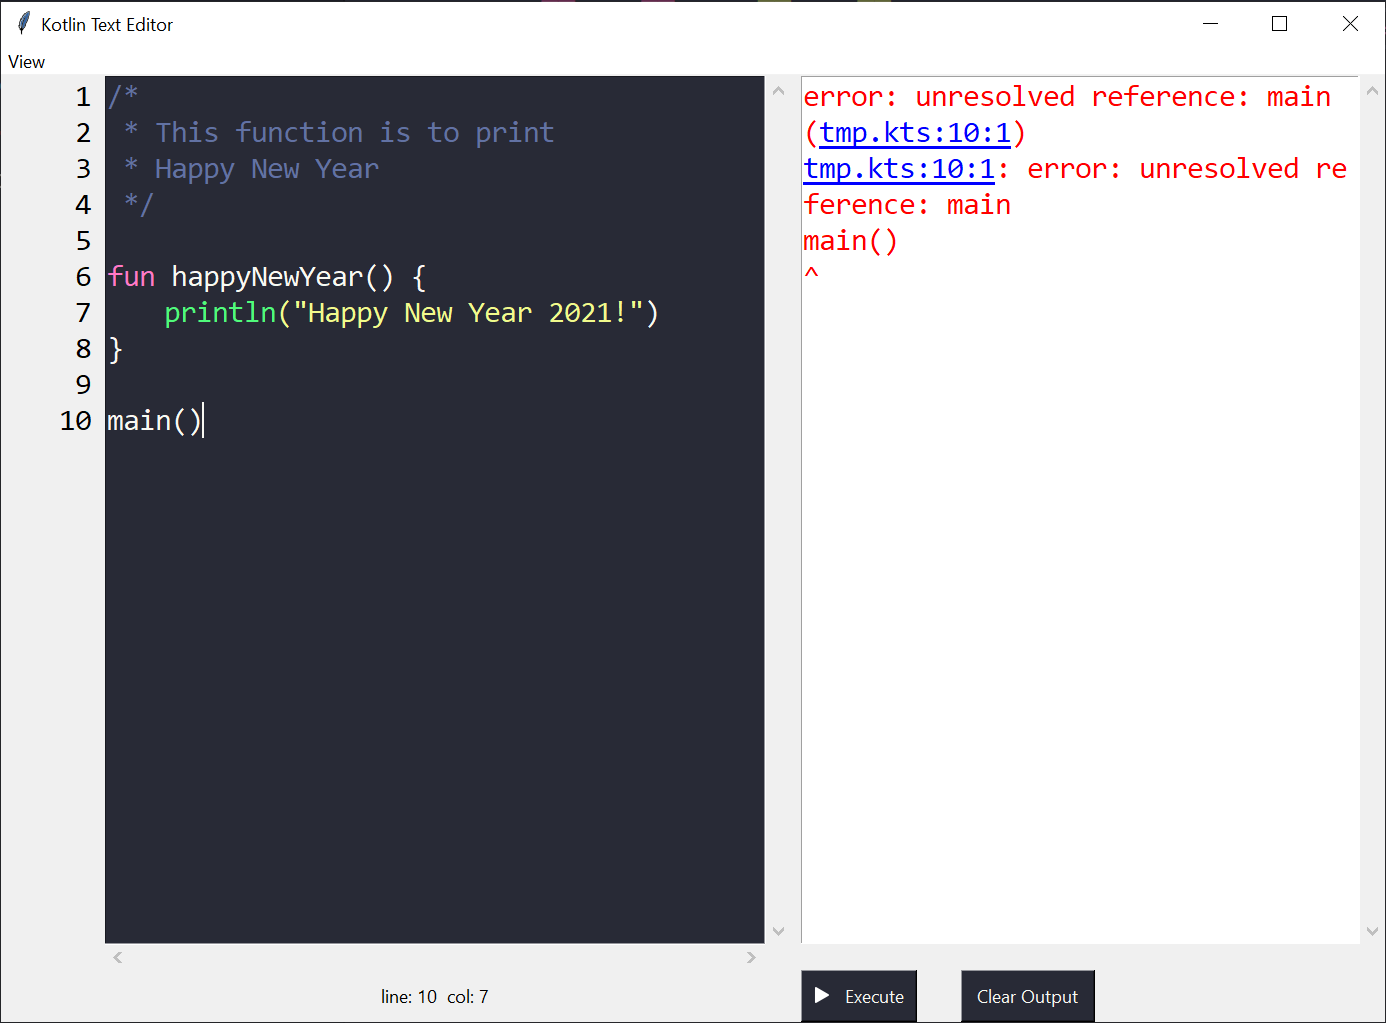 Kotlin Text Editor
View
1 /*
2  * This function is to print
3  * Happy New Year
4  */
5
6 fun happyNewYear() {
7     println("Happy New Year 2021!")
8 }
9
10 main()
error: unresolved reference: main
(tmp.kts:10:1)
tmp.kts:10:1: error: unresolved re
ference: main
main()
^
line: 10 col: 7
Execute
Clear Output